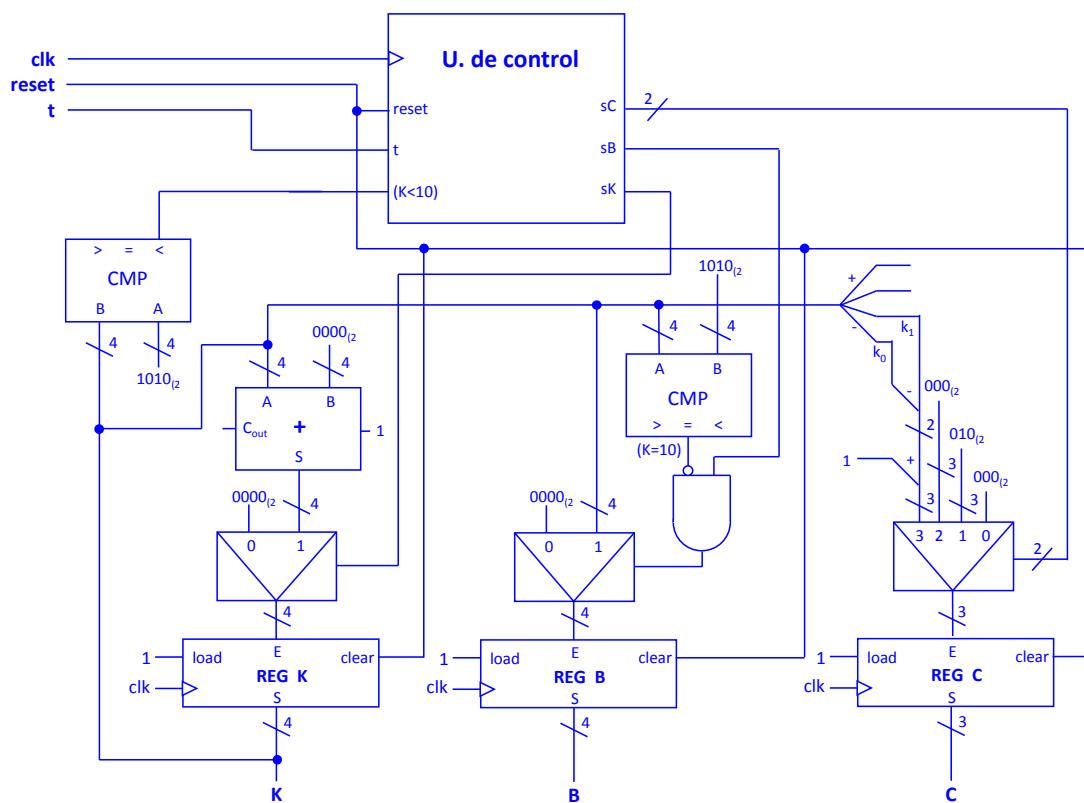 U. de control
clk
reset
t
reset
t
(K<10)
sC
sB
sK
2
> = <
CMP
B A
4
4
1010(2
4
0000(2
4
A B
Cout
+
1
S
0000(2
4
0 1
4
1
load
E
clear
REG K
clk
S
4
K
1010(2
4
4
A B
CMP
> = <
(K=10)
0000(2
4
0 1
4
1
load
E
clear
REG B
clk
S
4
B
+
-
k1
k0
-
000(2
2
010(2
1
+
3
000(2
3
3
3 2 1 0
2
3
1
load
E
clear
REG C
clk
S
3
C